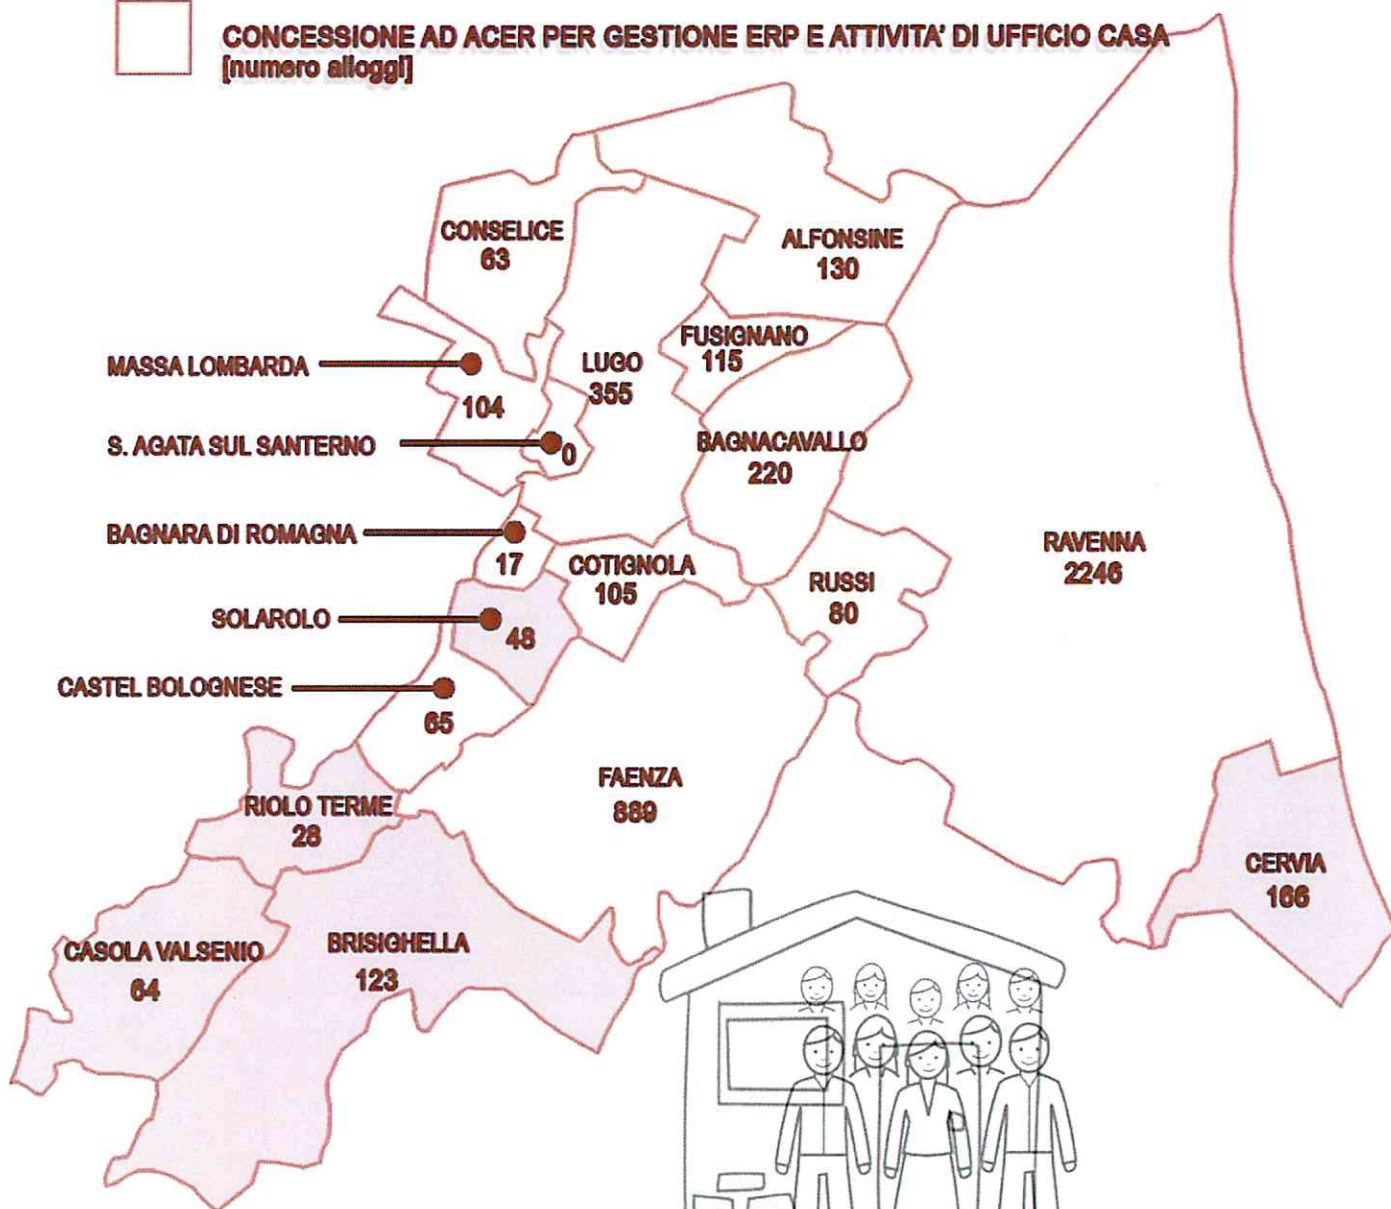 CONCESSIONE AD ACER PER GESTIONE ERP E ATTIVITA' DI UFFICIO CASA
[numero alloggi]
CONSELICE
63
ALFONSINE
130
FUSIGNANO
115
MASSA LOMBARDA
104
LUGO
355
S. AGATA SUL SANTERNO
0
BAGNACAVALLO
220
BAGNARA DI ROMAGNA
17
COTIGNOLA
105
RUSSI
80
RAVENNA
2246
SOLAROLO
48
CASTEL BOLOGNESE
65
FAENZA
889
RIOLO TERME
28
CERVIA
166
CASOLA VALSENIO
64
BRISIGHELLA
123